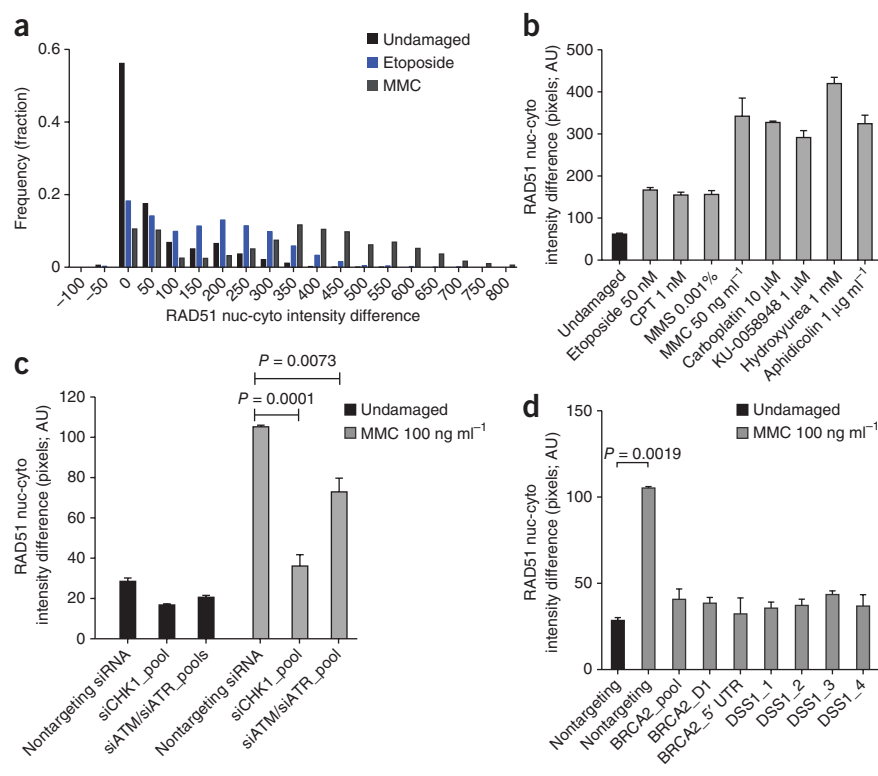 a
Undamaged
Etoposide
MMC
Frequency (fraction)
0.6
0.4
0.2
0
–100
–50
0
50
100
150
200
250
300
350
400
450
500
550
600
650
700
750
800
RAD51 nuc-cyto intensity difference
b
RAD51 nuc-cyto
intensity difference (pixels; AU)
500
400
300
200
100
0
Undamaged
Etoposide 50 nM
CPT 1 nM
MMS 0.001%
MMC 50 ng ml⁻¹
Carboplatin 10 µM
KU-0058948 1 µM
Hydroxyurea 1 mM
Aphidicolin 1 µg ml⁻¹
c
P = 0.0073
P = 0.0001
Undamaged
MMC 100 ng ml⁻¹
RAD51 nuc-cyto
intensity difference (pixels; AU)
120
100
80
60
40
20
0
Nontargeting siRNA
siCHK1_pool
siATM/siATR_pools
Nontargeting siRNA
siCHK1_pool
siATM/siATR_pool
d
Undamaged
MMC 100 ng ml⁻¹
P = 0.0019
RAD51 nuc-cyto
intensity difference (pixels; AU)
150
100
50
0
Nontargeting
Nontargeting
BRCA2_pool
BRCA2_D1
BRCA2_5′ UTR
DSS1_1
DSS1_2
DSS1_3
DSS1_4